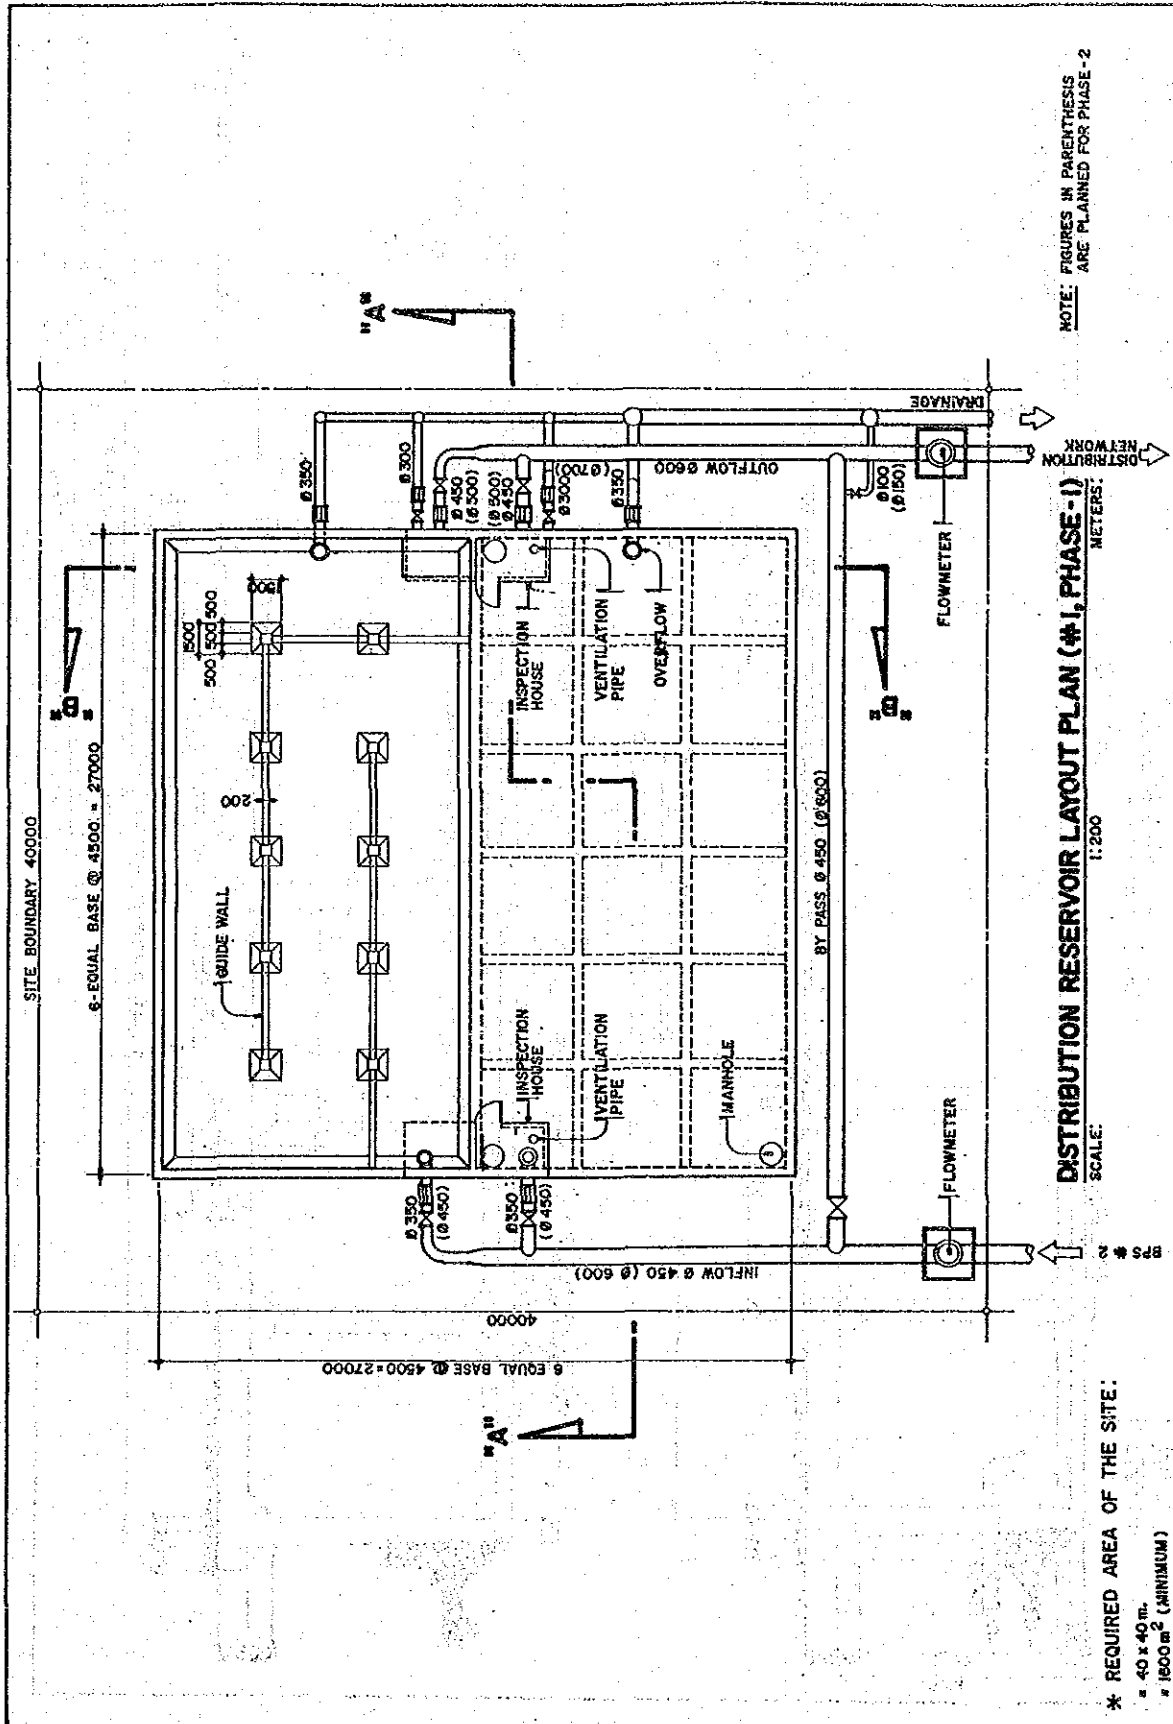 SITE BOUNDARY 40000
6-EQUAL BASE @ 4500 = 27000
"B"
"A"
1500
500 500 500
1500
200
GUIDE WALL
Ø 350
Ø 300
Ø 450
(Ø 500)
(Ø 500)
Ø 450
Ø 300
(Ø 700)
OUTFLOW Ø 600
Ø 350
Ø 100
(Ø 150)
DRAINAGE
DISTRIBUTION
NETWORK
INSPECTION
HOUSE
VENTILATION
PIPE
OVERFLOW
INSPECTION
HOUSE
VENTILATION
PIPE
MANHOLE
Ø 350
(Ø 450)
Ø 350
(Ø 450)
INFLOW Ø 450 (Ø 600)
BY PASS Ø 450 (Ø 600)
"B"
FLOWMETER
FLOWMETER
40000
6 EQUAL BASE @ 4500 = 27000
"A"
BPS # 2
DISTRIBUTION RESERVOIR LAYOUT PLAN (# 1, PHASE-1)
SCALE: 1:200 METERS:
NOTE: FIGURES IN PARENTHESIS
ARE PLANNED FOR PHASE-2
* REQUIRED AREA OF THE SITE:
= 40 x 40 m.
= 1600 m² (MINIMUM)